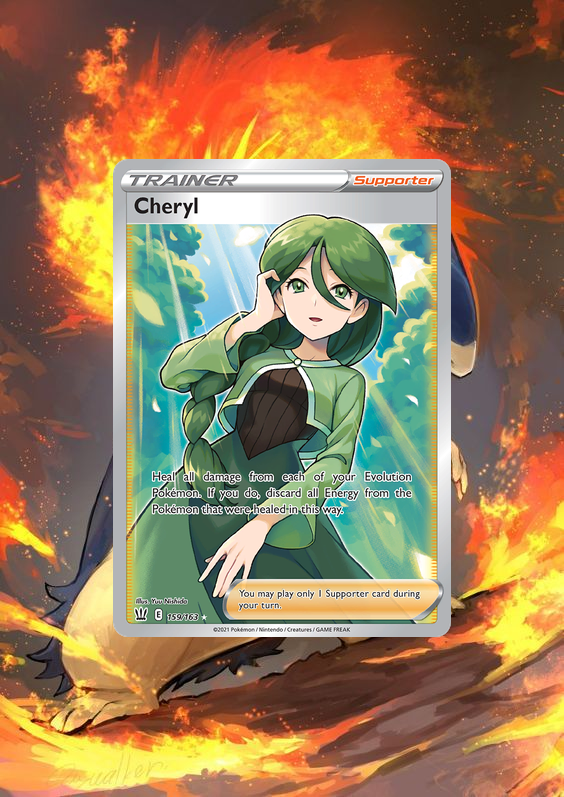 TRAINER Supporter
Cheryl
Heal all damage from each of your Evolution
Pokémon. If you do, discard all Energy from the
Pokémon that were healed in this way.
You may play only 1 Supporter card during
your turn.
Illus. You Nishida
E 159/163 ★
©2021 Pokémon / Nintendo / Creatures / GAME FREAK